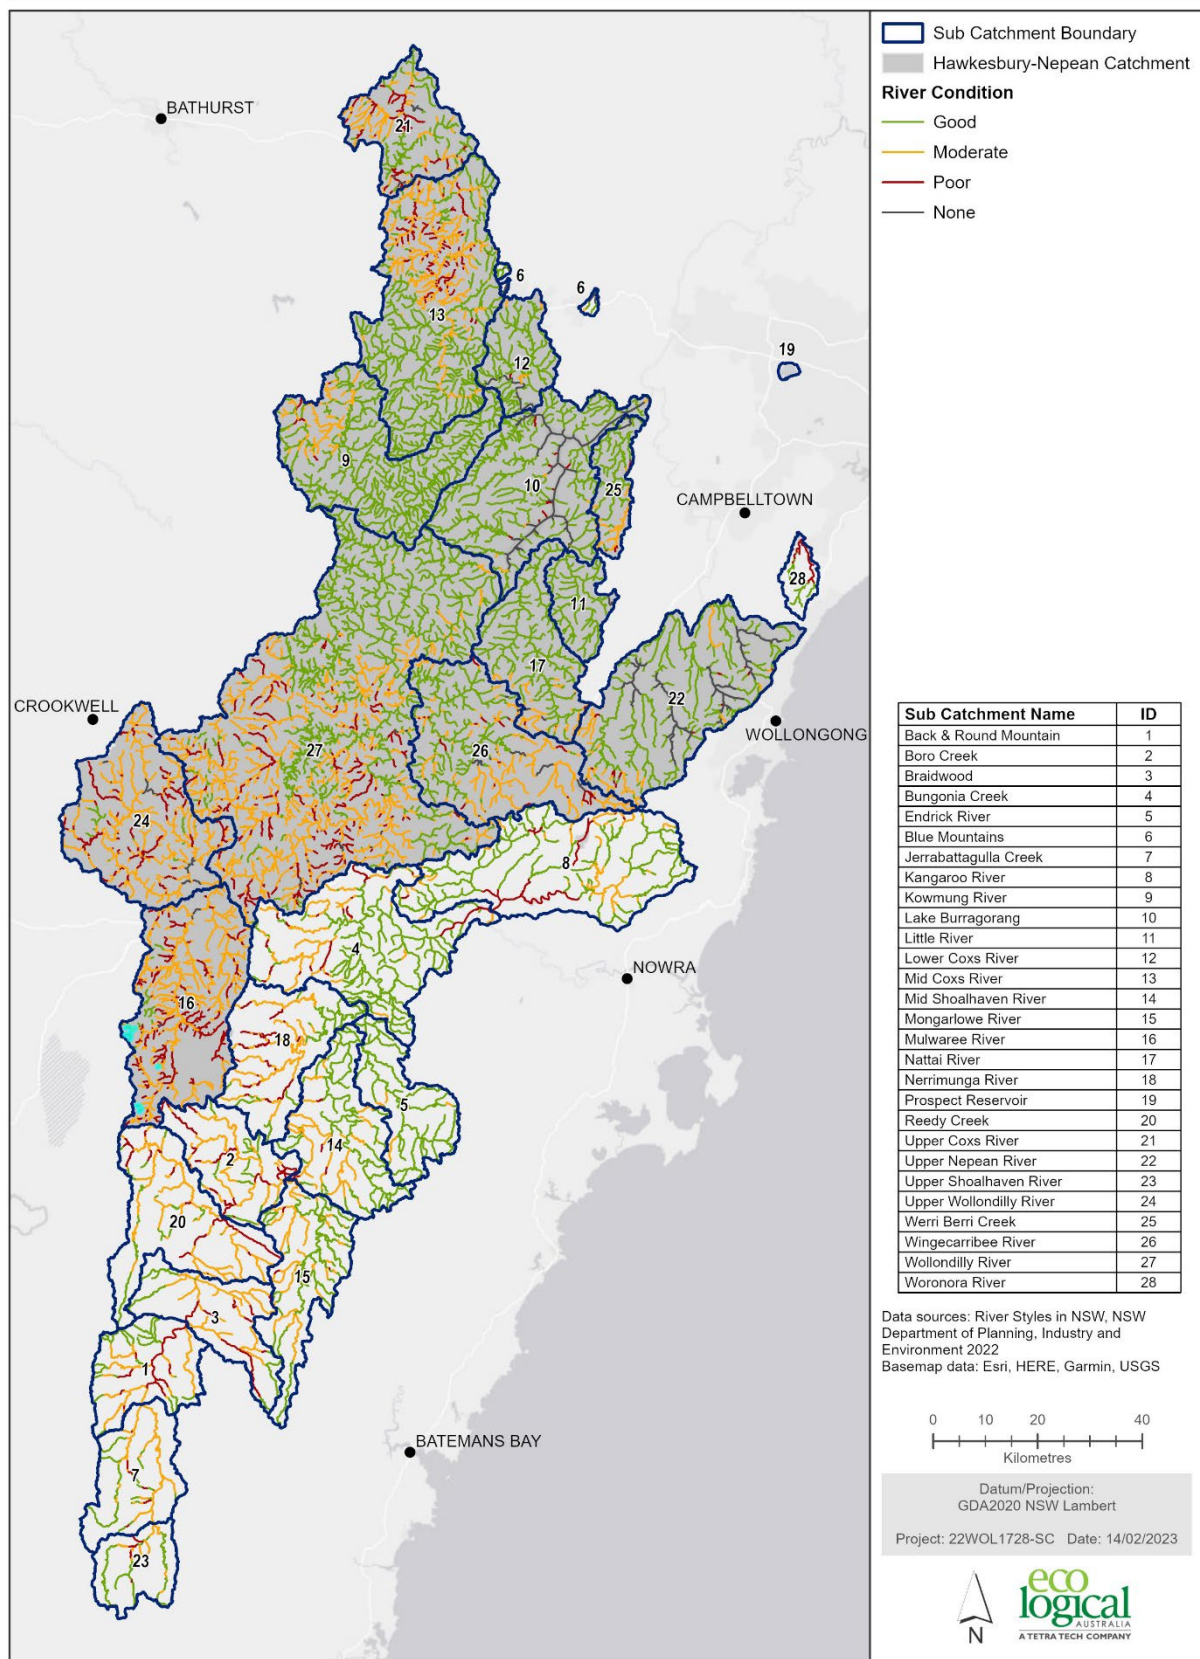 BATHURST
21
6
6
13
19
12
9
10
25
CAMPBELLTOWN
28
11
17
22
CROOKWELL
WOLLONGONG
27
26
24
8
4
NOWRA
16
18
5
14
2
20
15
3
1
BATEMANS BAY
7
23
Sub Catchment Boundary
Hawkesbury-Nepean Catchment
River Condition
Good
Moderate
Poor
None
Sub Catchment Name ID
Back & Round Mountain 1
Boro Creek 2
Braidwood 3
Bungonia Creek 4
Endrick River 5
Blue Mountains 6
Jerrabattagulla Creek 7
Kangaroo River 8
Kowmung River 9
Lake Burragorang 10
Little River 11
Lower Coxs River 12
Mid Coxs River 13
Mid Shoalhaven River 14
Mongarlowe River 15
Mulwaree River 16
Nattai River 17
Nerrimunga River 18
Prospect Reservoir 19
Reedy Creek 20
Upper Coxs River 21
Upper Nepean River 22
Upper Shoalhaven River 23
Upper Wollondilly River 24
Werri Berri Creek 25
Wingecarribee River 26
Wollondilly River 27
Woronora River 28
Data sources: River Styles in NSW, NSW
Department of Planning, Industry and
Environment 2022
Basemap data: Esri, HERE, Garmin, USGS
0 10 20 40
Kilometres
Datum/Projection:
GDA2020 NSW Lambert
Project: 22WOL1728-SC Date: 14/02/2023
N
eco
logical
AUSTRALIA
A TETRA TECH COMPANY